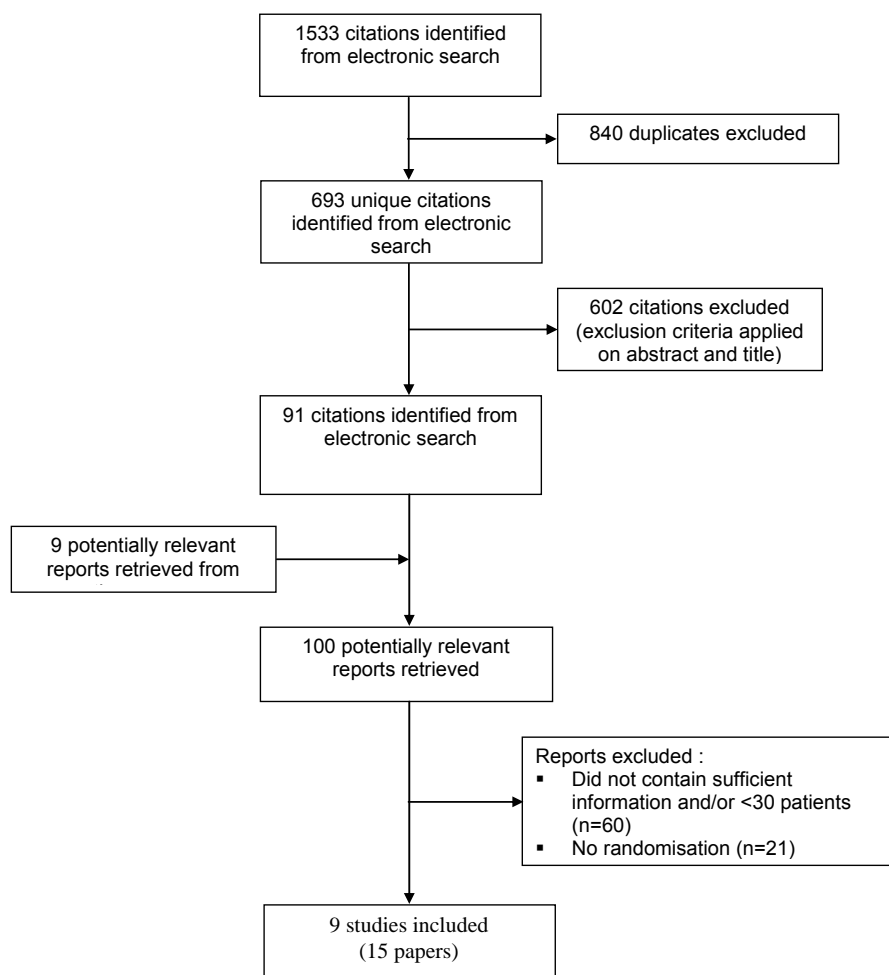 1533 citations identified
from electronic search
840 duplicates excluded
693 unique citations
identified from electronic
search
602 citations excluded
(exclusion criteria applied
on abstract and title)
91 citations identified from
electronic search
9 potentially relevant
reports retrieved from
100 potentially relevant
reports retrieved
Reports excluded :
▪ Did not contain sufficient
information and/or <30 patients
(n=60)
▪ No randomisation (n=21)
9 studies included
(15 papers)